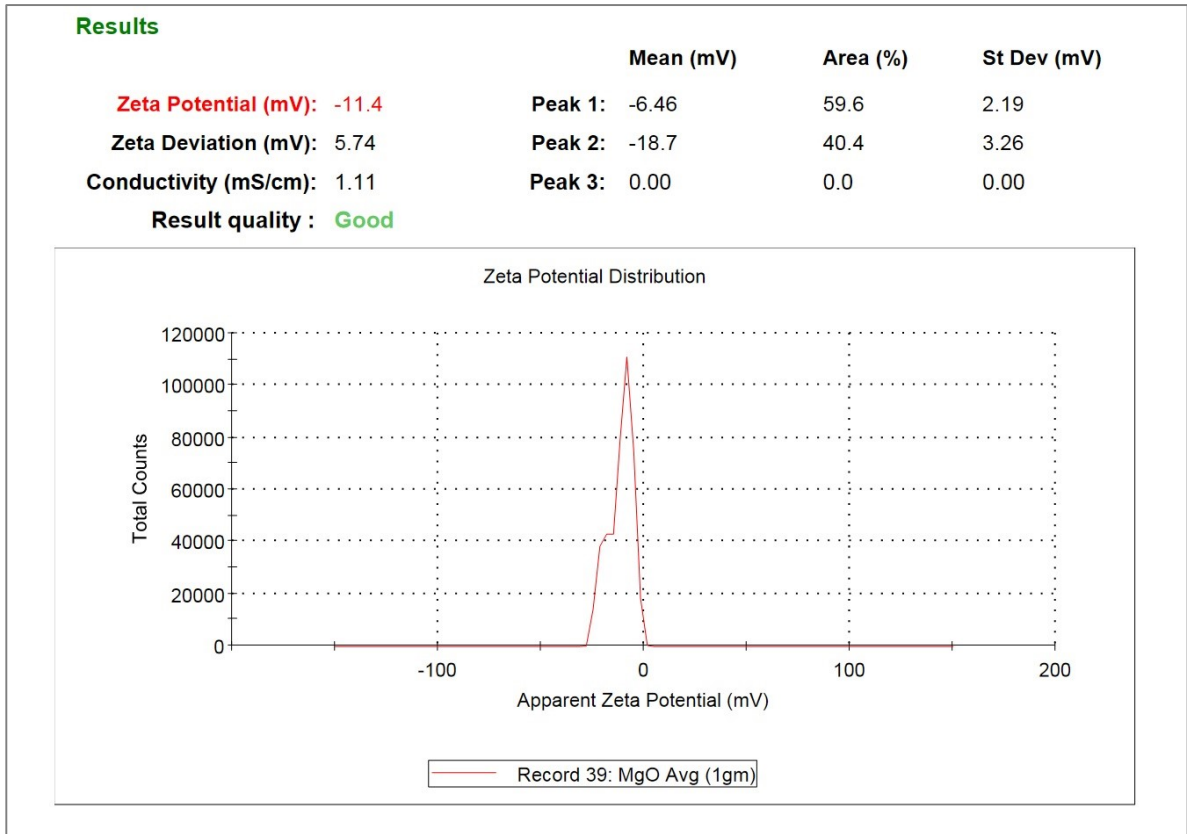 Results
Mean (mV) Area (%) St Dev (mV)
Zeta Potential (mV): -11.4 Peak 1: -6.46 59.6 2.19
Zeta Deviation (mV): 5.74 Peak 2: -18.7 40.4 3.26
Conductivity (mS/cm): 1.11 Peak 3: 0.00 0.0 0.00
Result quality : Good
Zeta Potential Distribution
120000
100000
80000
60000
40000
20000
0
Total Counts
-100 0 100 200
Apparent Zeta Potential (mV)
Record 39: MgO Avg (1gm)